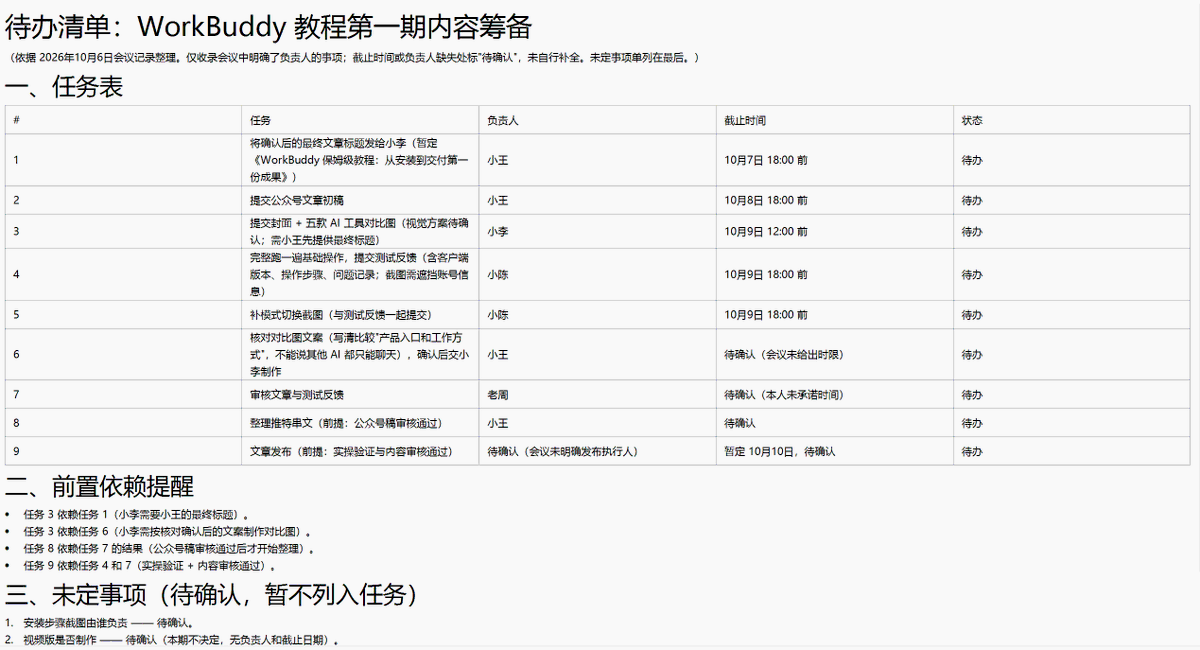 待办清单：WorkBuddy 教程第一期内容筹备
（依据 2026年10月6日会议记录整理。仅收录会议中明确了负责人的事项；截止时间或负责人缺失处标"待确认"，未自行补全。未定事项单列在最后。）
一、任务表
# 任务 负责人 截止时间 状态
1 将确认后的最终文章标题发给小李（暂定《WorkBuddy 保姆级教程：从安装到交付第一份成果》） 小王 10月7日 18:00 前 待办
2 提交公众号文章初稿 小王 10月8日 18:00 前 待办
3 提交封面 + 五款 AI 工具对比图（视觉方案待确认；需小王先提供最终标题） 小李 10月9日 12:00 前 待办
4 完整跑一遍基础操作，提交测试反馈（含客户端版本、操作步骤、问题记录；截图需遮挡账号信息） 小陈 10月9日 18:00 前 待办
5 补模式切换截图（与测试反馈一起提交） 小陈 10月9日 18:00 前 待办
6 核对对比图文案（写清比较"产品入口和工作方式"，不能说其他 AI 都只能聊天），确认后交小李制作 小王 待确认（会议未给出时限） 待办
7 审核文章与测试反馈 老周 待确认（本人未承诺时间） 待办
8 整理推特串文（前提：公众号稿审核通过） 小王 待确认 待办
9 文章发布（前提：实操验证与内容审核通过） 待确认（会议未明确发布执行人） 暂定 10月10日，待确认 待办
二、前置依赖提醒
• 任务 3 依赖任务 1（小李需要小王的最终标题）。
• 任务 3 依赖任务 6（小李需按核对确认后的文案制作对比图）。
• 任务 8 依赖任务 7 的结果（公众号稿审核通过后才开始整理）。
• 任务 9 依赖任务 4 和 7（实操验证 + 内容审核通过）。
三、未定事项（待确认，暂不列入任务）
1. 安装步骤截图由谁负责 —— 待确认。
2. 视频版是否制作 —— 待确认（本期不决定，无负责人和截止日期）。